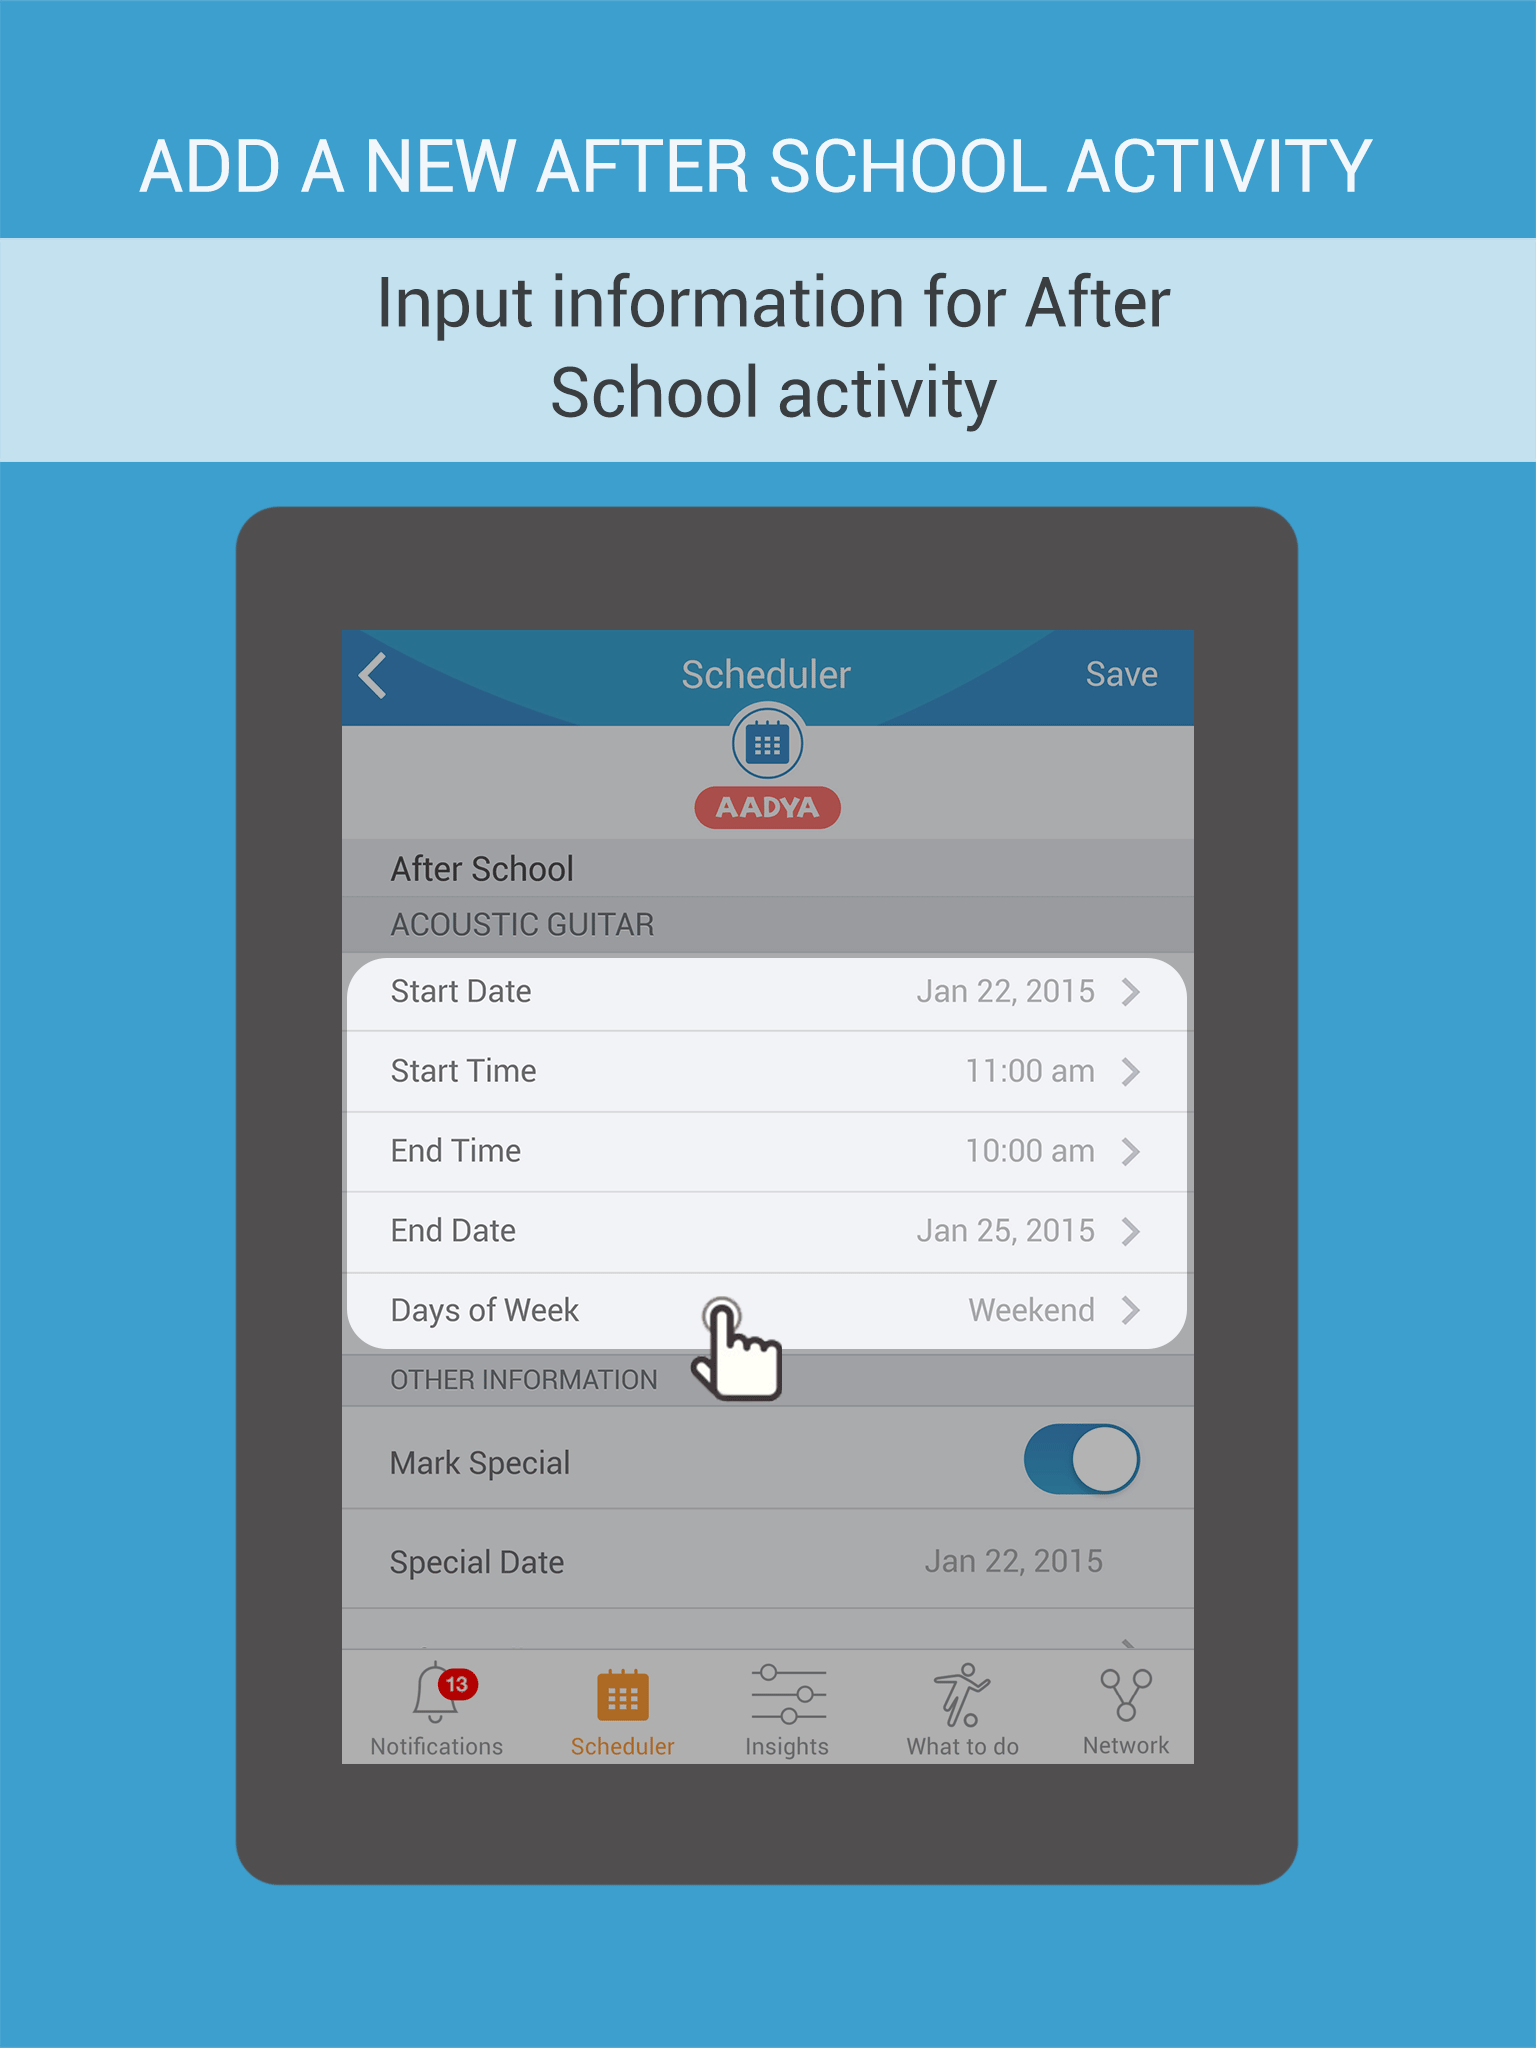 ADD A NEW AFTER SCHOOL ACTIVITY
Input information for After
School activity
Scheduler
Save
AADYA
After School
ACOUSTIC GUITAR
Start Date
Jan 22, 2015
Start Time
11:00 am
End Time
10:00 am
End Date
Jan 25, 2015
Days of Week
Weekend
OTHER INFORMATION
Mark Special
Special Date
Jan 22, 2015
13
Notifications
Scheduler
Insights
What to do
Network